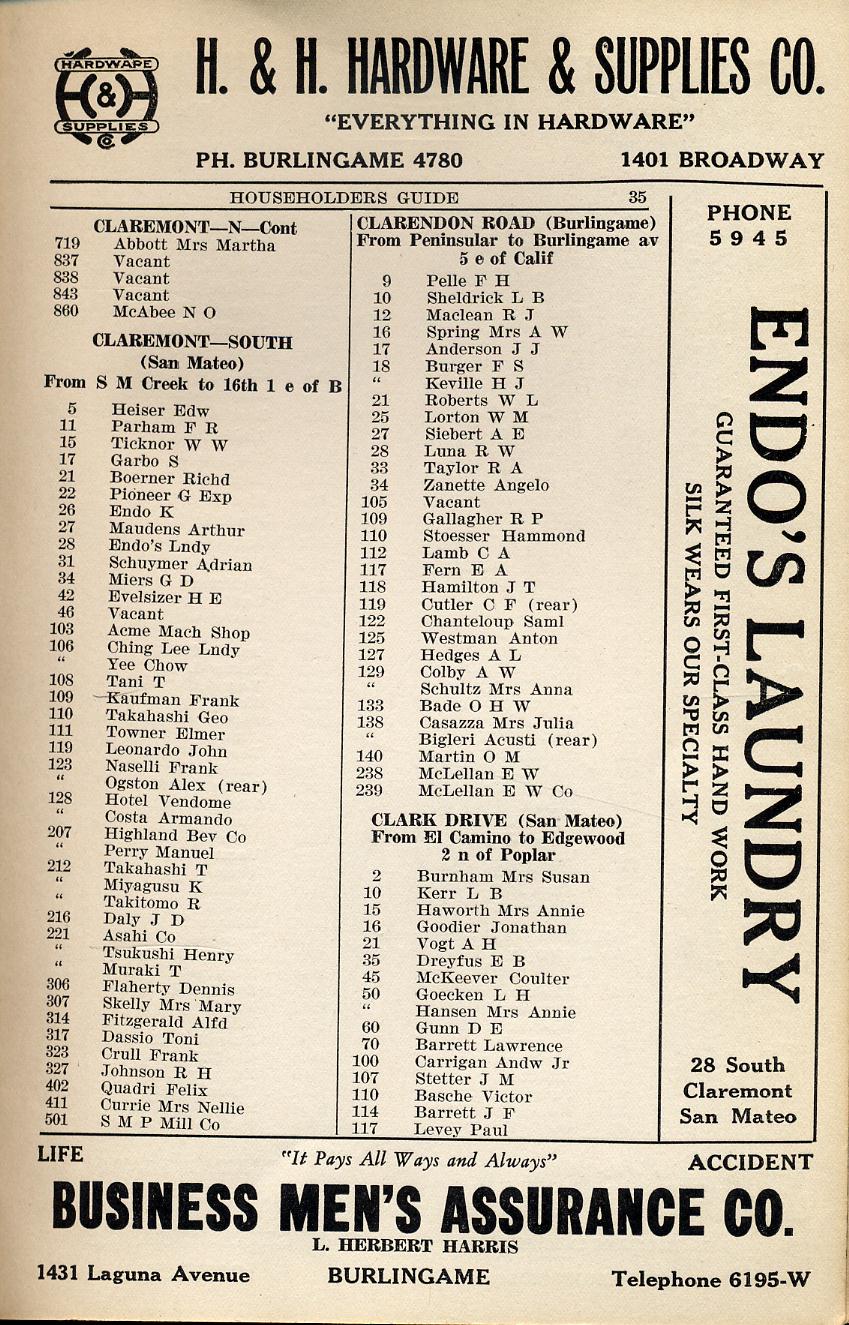 HARDWARE
H&H
SUPPLIES
Co
H. & H. HARDWARE & SUPPLIES CO.
"EVERYTHING IN HARDWARE"
PH. BURLINGAME 4780 1401 BROADWAY
HOUSEHOLDERS GUIDE 35
CLAREMONT—N—Cont
719 Abbott Mrs Martha
837 Vacant
838 Vacant
843 Vacant
860 McAbee N O
CLAREMONT—SOUTH
(San Mateo)
From S M Creek to 16th 1 e of B
5 Heiser Edw
11 Parham F R
15 Ticknor W W
17 Garbo S
21 Boerner Richd
22 Pioneer G Exp
26 Endo K
27 Maudens Arthur
28 Endo's Lndy
31 Schuymer Adrian
34 Miers G D
42 Evelsizer H E
46 Vacant
103 Acme Mach Shop
106 Ching Lee Lndy
" Yee Chow
108 Tani T
109 Kaufman Frank
110 Takahashi Geo
111 Towner Elmer
119 Leonardo John
123 Naselli Frank
" Ogston Alex (rear)
128 Hotel Vendome
" Costa Armando
207 Highland Bev Co
" Perry Manuel
212 Takahashi T
" Miyagusu K
" Takitomo R
216 Daly J D
221 Asahi Co
" Tsukushi Henry
" Muraki T
306 Flaherty Dennis
307 Skelly Mrs Mary
314 Fitzgerald Alfd
317 Dassio Toni
323 Crull Frank
327 Johnson R H
402 Quadri Felix
411 Currie Mrs Nellie
501 S M P Mill Co
CLARENDON ROAD (Burlingame)
From Peninsular to Burlingame av
5 e of Calif
9 Pelle F H
10 Sheldrick L B
12 Maclean R J
16 Spring Mrs A W
17 Anderson J J
18 Burger F S
" Keville H J
21 Roberts W L
25 Lorton W M
27 Siebert A E
28 Luna R W
33 Taylor R A
34 Zanette Angelo
105 Vacant
109 Gallagher R P
110 Stoesser Hammond
112 Lamb C A
117 Fern E A
118 Hamilton J T
119 Cutler C F (rear)
122 Chanteloup Saml
125 Westman Anton
127 Hedges A L
129 Colby A W
" Schultz Mrs Anna
133 Bade O H W
138 Casazza Mrs Julia
" Bigleri Acusti (rear)
140 Martin O M
238 McLellan E W
239 McLellan E W Co
CLARK DRIVE (San Mateo)
From El Camino to Edgewood
2 n of Poplar
2 Burnham Mrs Susan
10 Kerr L B
15 Haworth Mrs Annie
16 Goodier Jonathan
21 Vogt A H
35 Dreyfus E B
45 McKeever Coulter
50 Goecken L H
" Hansen Mrs Annie
60 Gunn D E
70 Barrett Lawrence
100 Carrigan Andw Jr
107 Stetter J M
110 Basche Victor
114 Barrett J F
117 Levey Paul
PHONE
5945
ENDO'S LAUNDRY
GUARANTEED FIRST-CLASS HAND WORK
SILK WEARS OUR SPECIALTY
28 South
Claremont
San Mateo
LIFE "It Pays All Ways and Always" ACCIDENT
BUSINESS MEN'S ASSURANCE CO.
L. HERBERT HARRIS
1431 Laguna Avenue BURLINGAME Telephone 6195-W